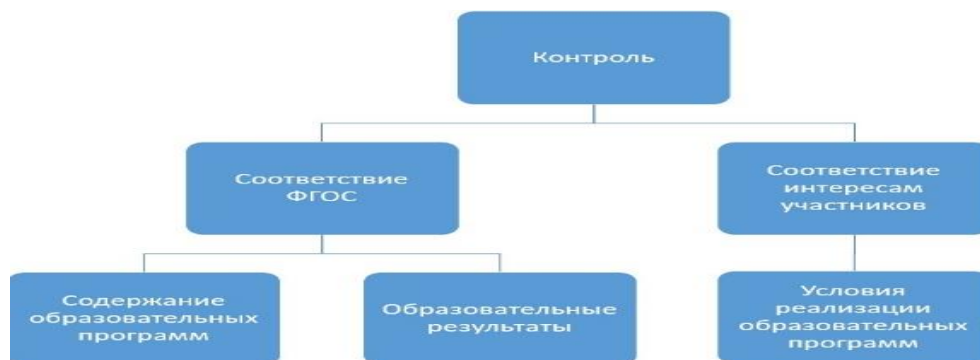 Контроль
Соответствие
ФГОС
Соответствие
интересам
участников
Содержание
образовательных
программ
Образовательные
результаты
Условия
реализации
образовательных
программ